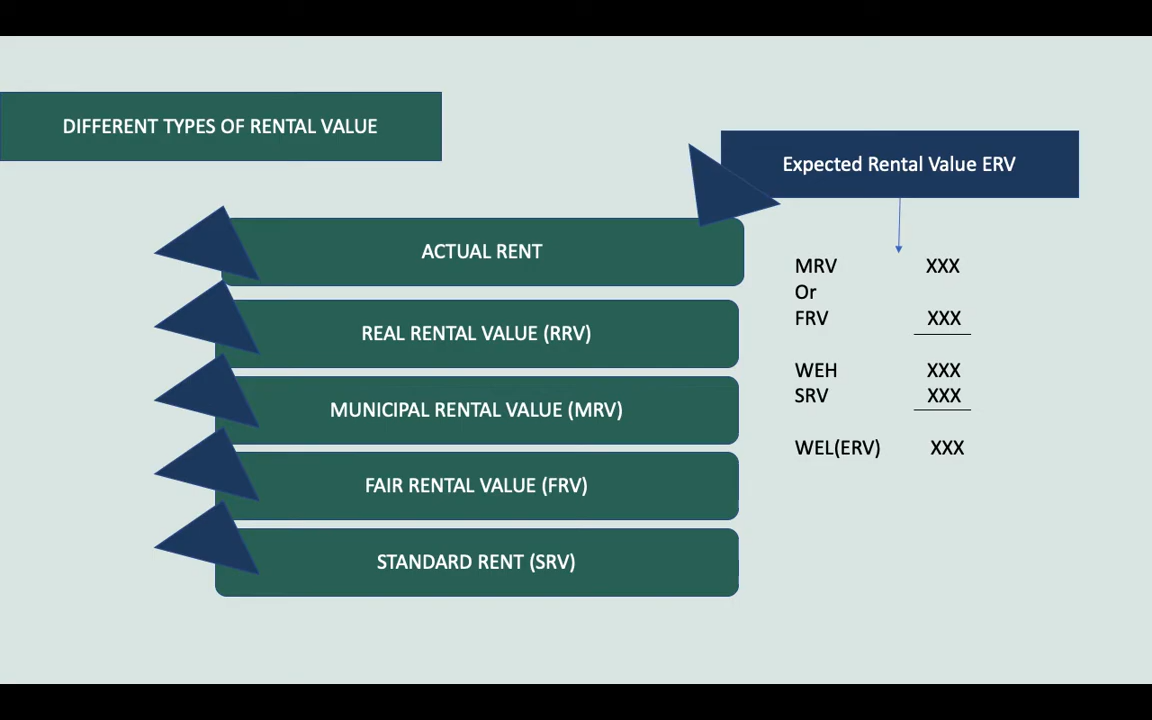 DIFFERENT TYPES OF RENTAL VALUE
Expected Rental Value ERV
ACTUAL RENT
REAL RENTAL VALUE (RRV)
MUNICIPAL RENTAL VALUE (MRV)
FAIR RENTAL VALUE (FRV)
STANDARD RENT (SRV)
MRV XXX
Or
FRV XXX
WEH XXX
SRV XXX
WEL(ERV) XXX